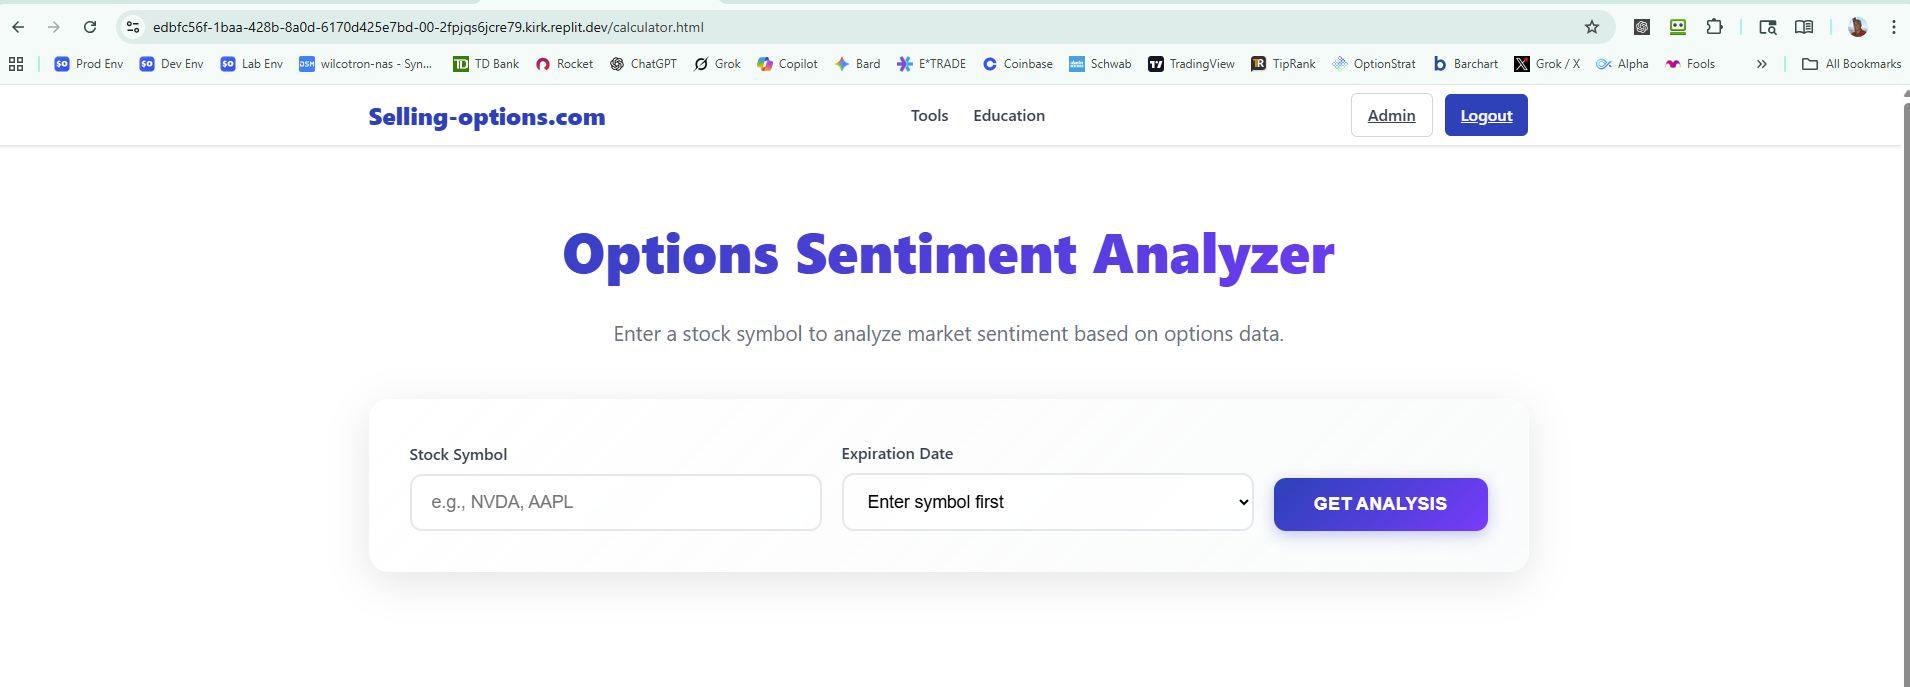 edbfc56f-1baa-428b-8a0d-6170d425e7bd-00-2fpjqs6jcre79.kirk.replit.dev/calculator.html
Prod Env Dev Env Lab Env wilcotron-nas - Syn... TD Bank Rocket ChatGPT Grok Copilot Bard E*TRADE Coinbase Schwab TradingView TipRank OptionStrat Barchart Grok / X Alpha Fools » All Bookmarks
Selling-options.com Tools Education Admin Logout
Options Sentiment Analyzer
Enter a stock symbol to analyze market sentiment based on options data.
Stock Symbol Expiration Date
e.g., NVDA, AAPL Enter symbol first GET ANALYSIS